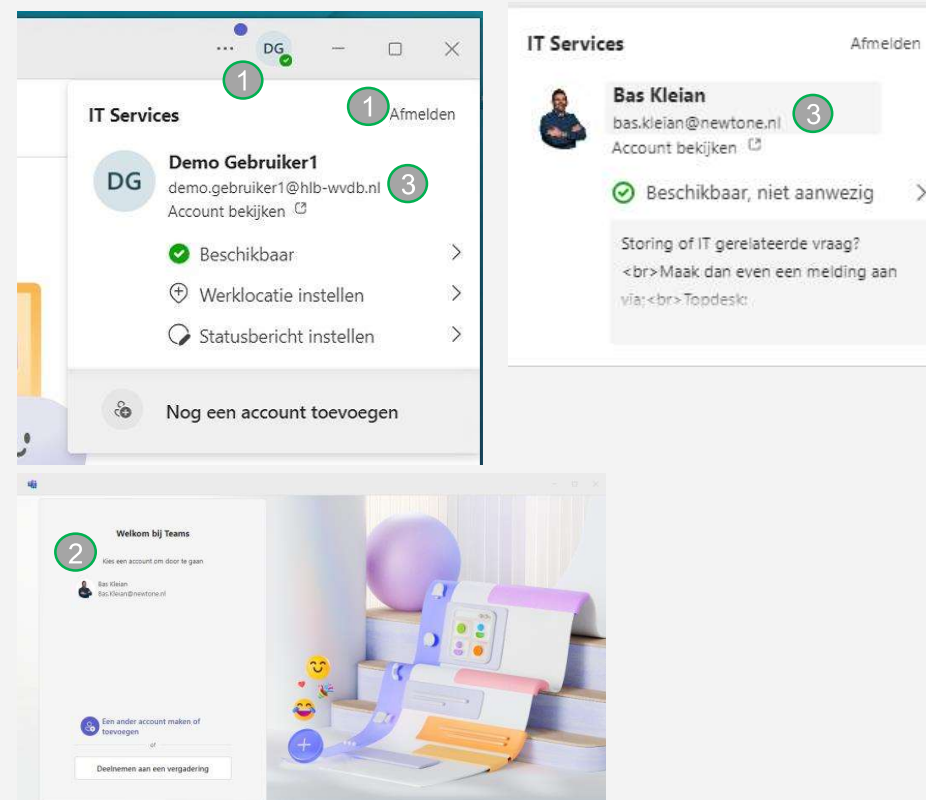 DG
1
IT Services
1
Afmelden
DG
Demo Gebruiker1
demo.gebruiker1@hlb-wvdb.nl
3
Account bekijken
Beschikbaar
Werklocatie instellen
Statusbericht instellen
Nog een account toevoegen
IT Services
Afmelden
Bas Kleian
bas.kleian@newtone.nl
3
Account bekijken
Beschikbaar, niet aanwezig
Storing of IT gerelateerde vraag?
<br>Maak dan even een melding aan
via;<br>Topdesk:
Welkom bij Teams
2
Kies een account om door te gaan
Bas Kleian
Bas.Kleian@newtone.nl
Een ander account maken of
toevoegen
of
Deelnemen aan een vergadering